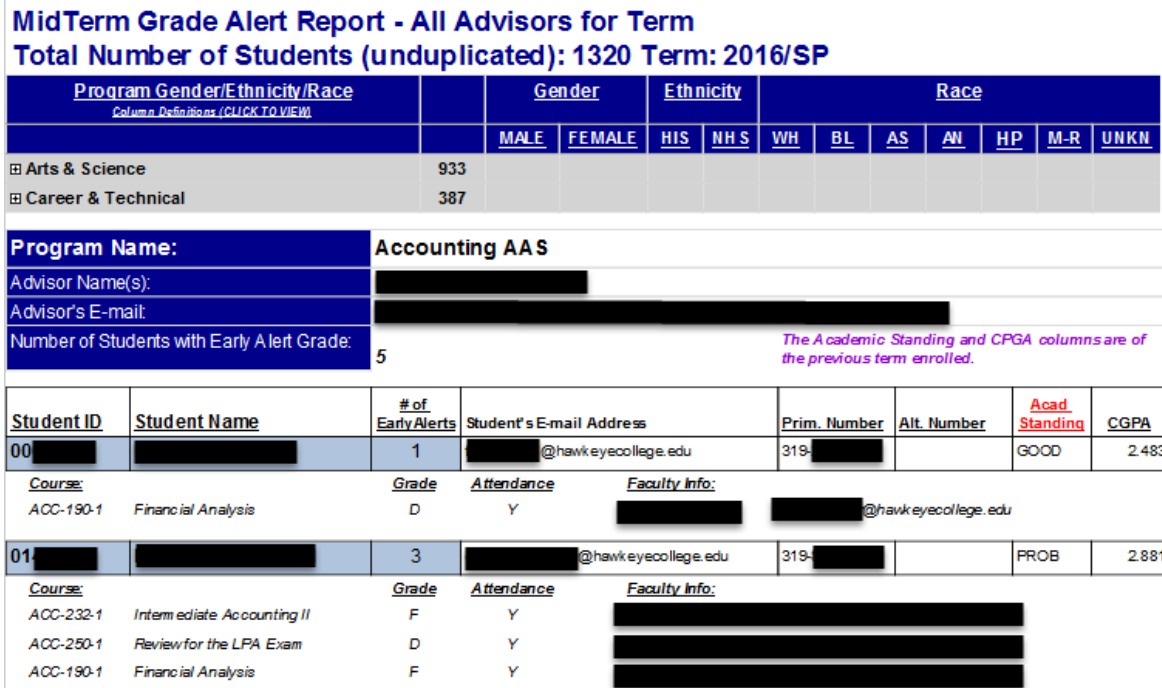 MidTerm Grade Alert Report - All Advisors for Term
Total Number of Students (unduplicated): 1320 Term: 2016/SP
Program Gender/Ethnicity/Race Gender Ethnicity Race
Column Definitions (CLICK TO VIEW)
MALE FEMALE HIS NHS WH BL AS AN HP M-R UNKN
Arts & Science 933
Career & Technical 387
Program Name: Accounting AAS
Advisor Name(s):
Advisor's E-mail:
Number of Students with Early Alert Grade: 5 The Academic Standing and CPGA columns are of
the previous term enrolled.
# of Acad
Student ID Student Name Early Alerts Student's E-mail Address Prim. Number Alt. Number Standing CGPA
00 1 @hawkeyecollege.edu 319- GOOD 2.483
Course: Grade Attendance Faculty Info:
ACC-190-1 Financial Analysis D Y @hawkeyecollege.edu
014 3 @hawkeyecollege.edu 319- PROB 2.881
Course: Grade Attendance Faculty Info:
ACC-232-1 Intermediate Accounting II F Y
ACC-250-1 Review for the LPA Exam D Y
ACC-190-1 Financial Analysis F Y